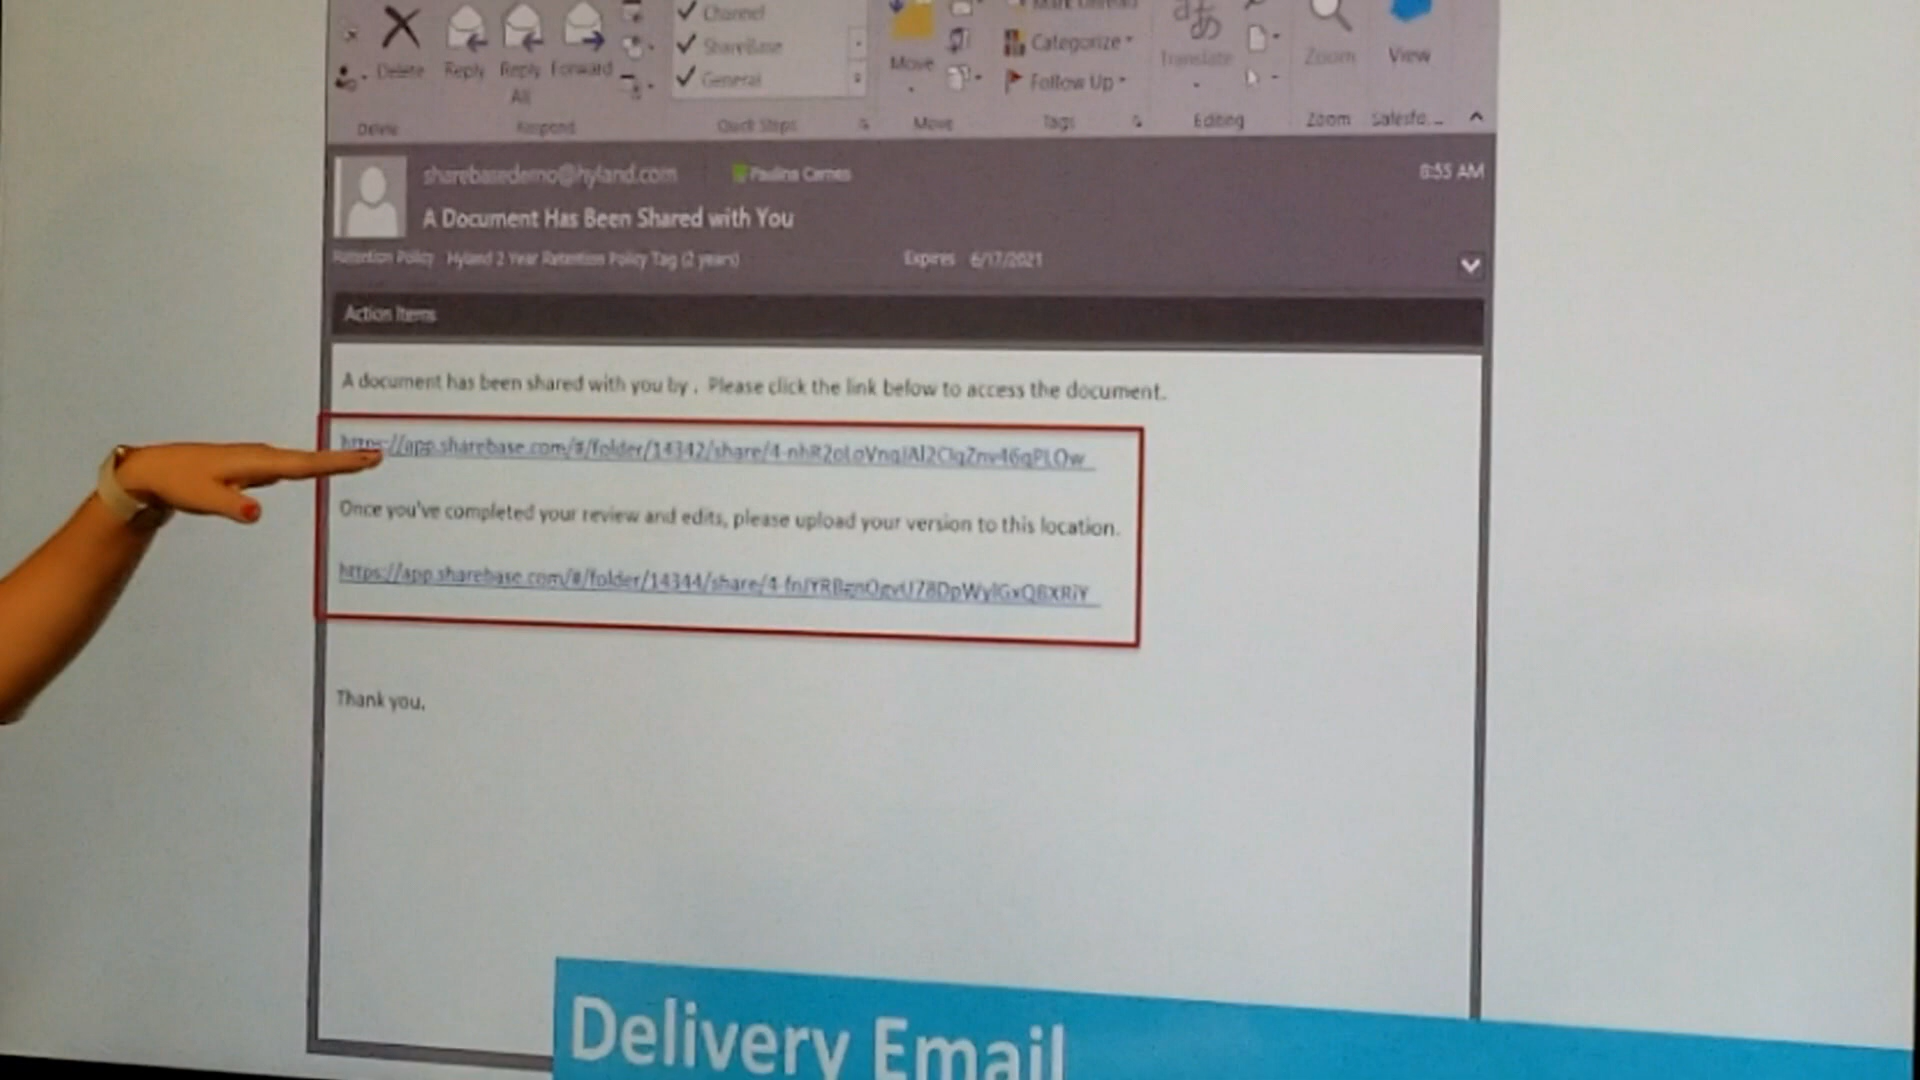 Channel
ShareBase
General
Delete
Reply
Reply All
Forward
Move
Categorize
Follow Up
Translate
Zoom
View
Delete
Respond
Quick Steps
Move
Tags
Editing
Zoom
Salesfo...
sharebasedemo@hyland.com
8:55 AM
A Document Has Been Shared with You
Retention Policy Hyland 2 Year Retention Policy Tag (2 years)
Expires 6/17/2021
Action Items
A document has been shared with you by . Please click the link below to access the document.
Once you've completed your review and edits, please upload your version to this location.
Thank you,
Delivery Email